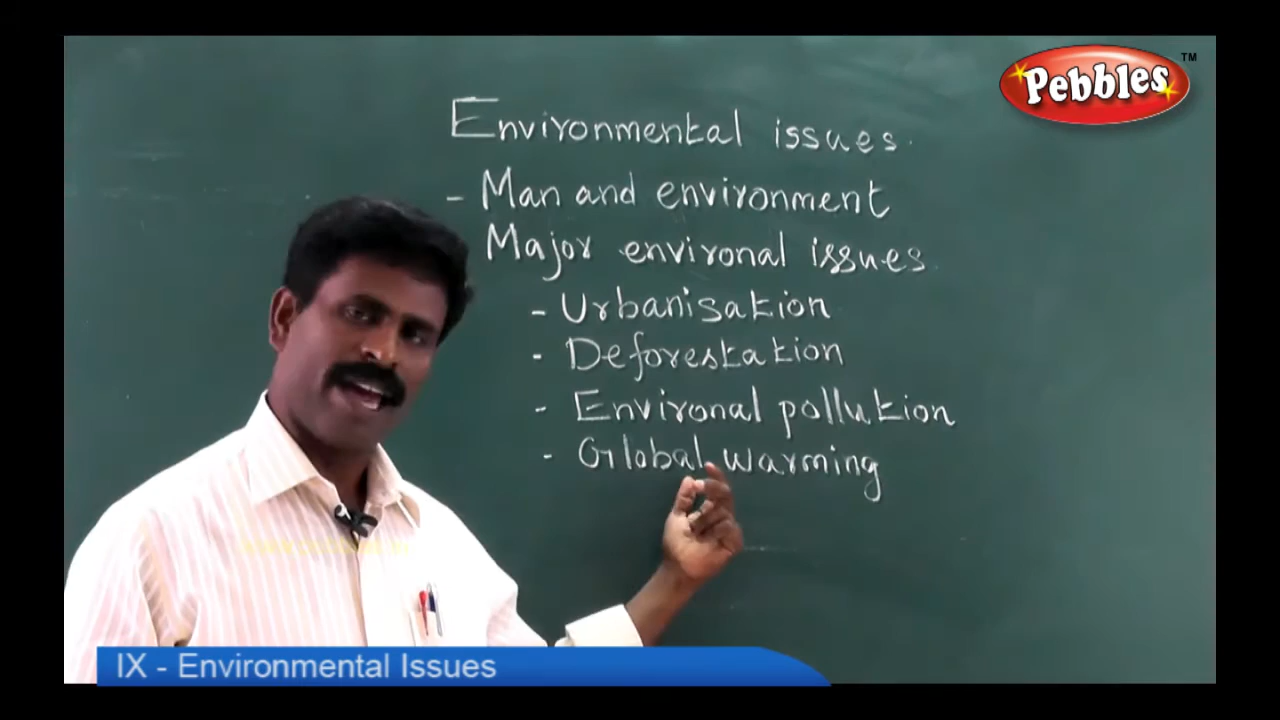 Pebbles TM
Environmental issues.
- Man and environment
Major environal issues.
- Urbanisation
- Deforestation
- Environal pollution
- Global warming
IX - Environmental Issues